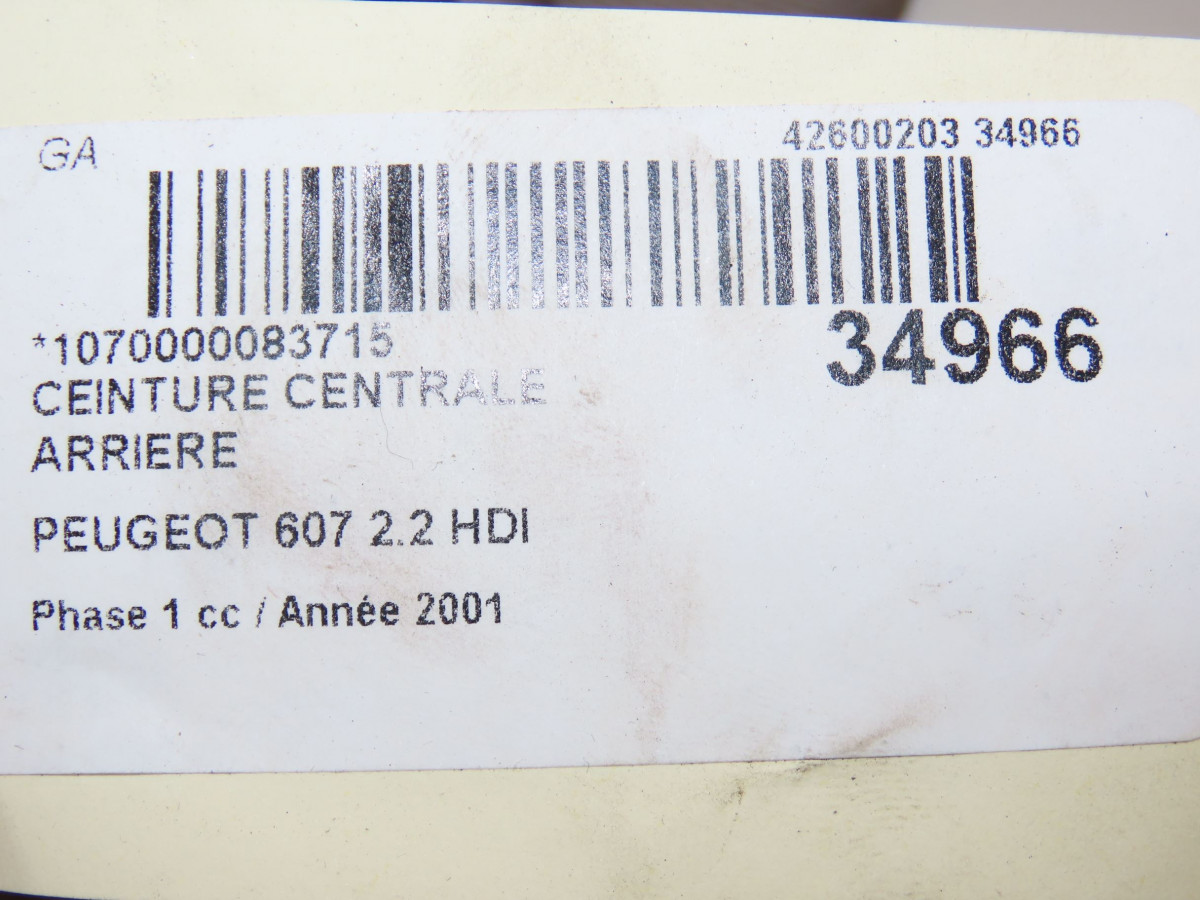 GA
42600203 34966
*1070000083715
34966
CEINTURE CENTRALE
ARRIERE
PEUGEOT 607 2.2 HDI
Phase 1 cc / Année 2001